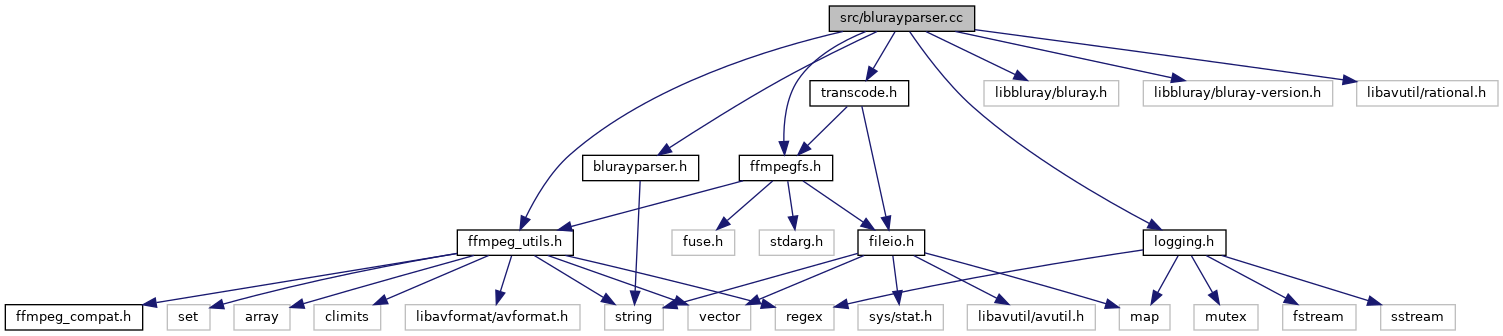 src/blurayparser.cc
transcode.h
libbluray/bluray.h
libbluray/bluray-version.h
libavutil/rational.h
blurayparser.h
ffmpegfs.h
ffmpeg_utils.h
fuse.h
stdarg.h
fileio.h
logging.h
ffmpeg_compat.h
set
array
climits
libavformat/avformat.h
string
vector
regex
sys/stat.h
libavutil/avutil.h
map
mutex
fstream
sstream